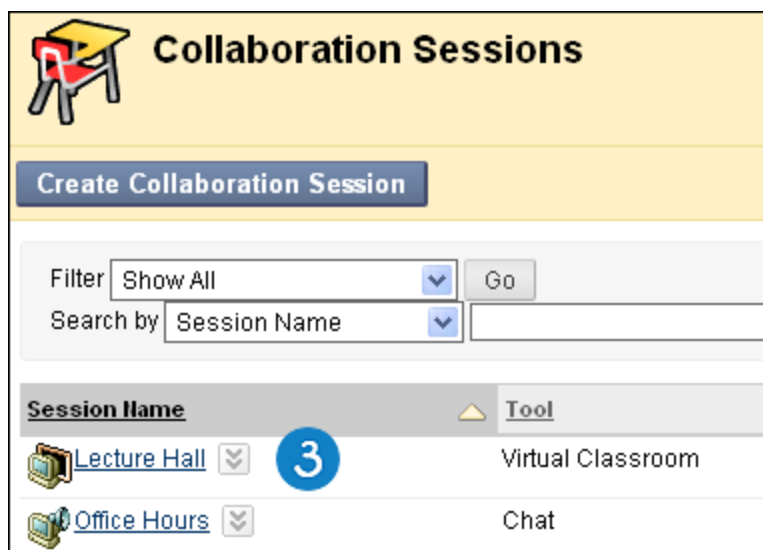 Collaboration Sessions
Create Collaboration Session
Filter Show All Go
Search by Session Name
Session Name Tool
Lecture Hall 3 Virtual Classroom
Office Hours Chat